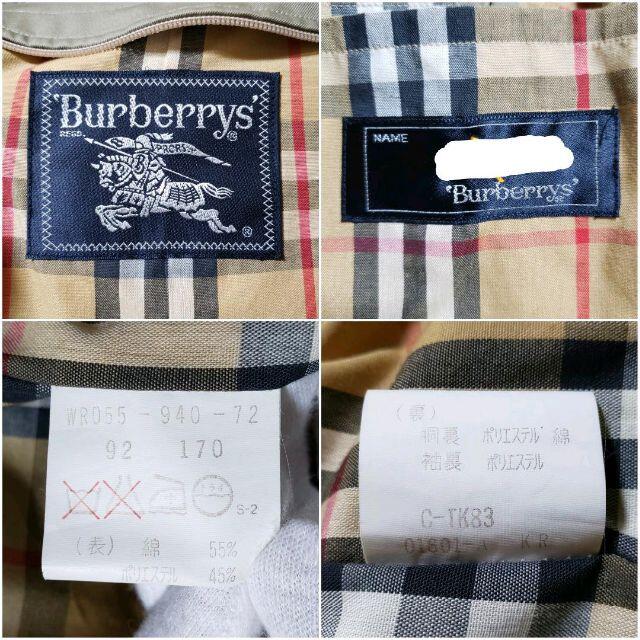 'Burberrys'
REGD.
®
PRORSUM
®
NAME
'Burberrys'
WR055-940-72
92 170
S-2
(表) 綿 55%
ポリエステル 45%
(裏)
胴裏 ポリエステル 綿
袖裏 ポリエステル
C-TK83
01601-A KR